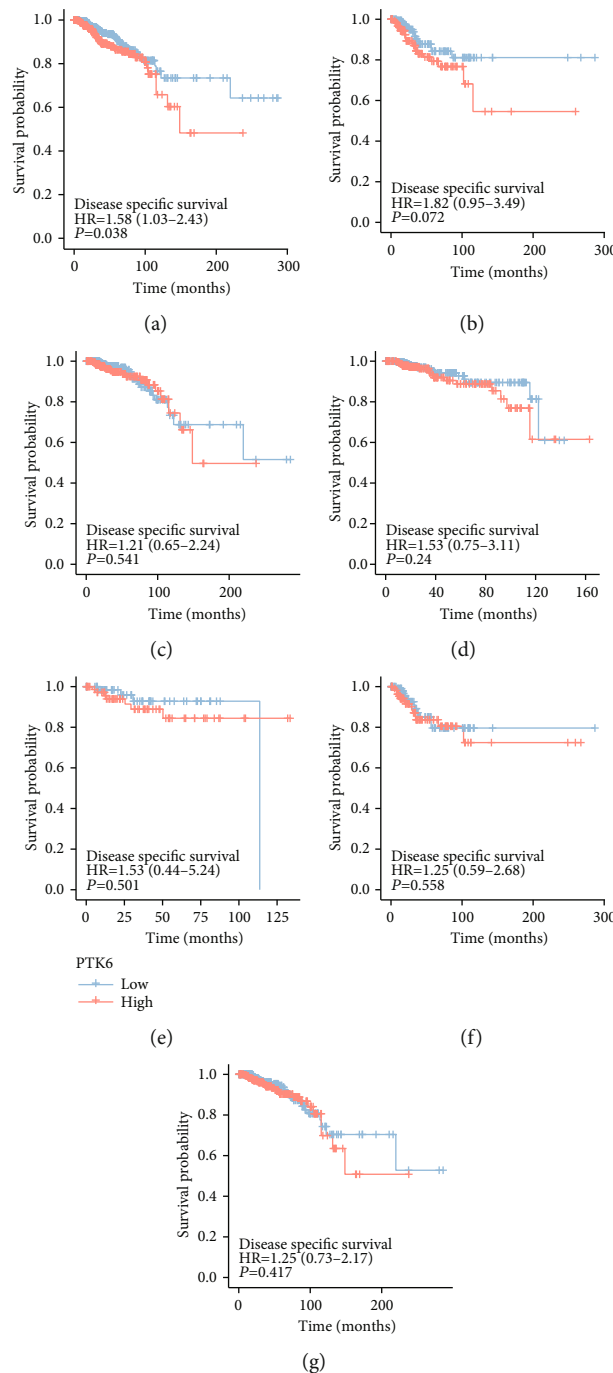 1.0
0.8
0.6
0.4
0.2
0.0
Survival probability
Disease specific survival
HR=1.58 (1.03–2.43)
P=0.038
0 100 200 300
Time (months)
(a)
1.0
0.8
0.6
0.4
0.2
0.0
Survival probability
Disease specific survival
HR=1.82 (0.95–3.49)
P=0.072
0 100 200 300
Time (months)
(b)
1.0
0.8
0.6
0.4
0.2
0.0
Survival probability
Disease specific survival
HR=1.21 (0.65–2.24)
P=0.541
0 100 200
Time (months)
(c)
1.0
0.8
0.6
0.4
0.2
0.0
Survival probability
Disease specific survival
HR=1.53 (0.75–3.11)
P=0.24
0 40 80 120 160
Time (months)
(d)
1.0
0.8
0.6
0.4
0.2
0.0
Survival probability
Disease specific survival
HR=1.53 (0.44–5.24)
P=0.501
0 25 50 75 100 125
Time (months)
PTK6
Low
High
(e)
1.0
0.8
0.6
0.4
0.2
0.0
Survival probability
Disease specific survival
HR=1.25 (0.59–2.68)
P=0.558
0 100 200 300
Time (months)
(f)
1.0
0.8
0.6
0.4
0.2
0.0
Survival probability
Disease specific survival
HR=1.25 (0.73–2.17)
P=0.417
0 100 200
Time (months)
(g)